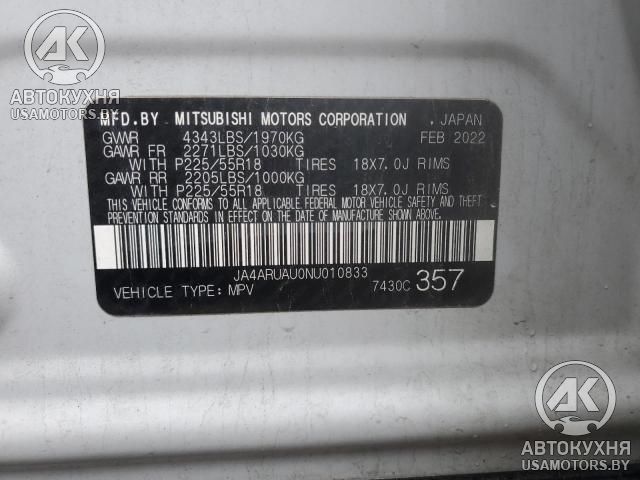 AK
АВТОКУХНЯ
USAMOTORS.BY
MFD.BY MITSUBISHI MOTORS CORPORATION , JAPAN
GVWR 4343LBS/1970KG FEB 2022
GAWR FR 2271LBS/1030KG
WITH P225/55R18 TIRES 18X7.0J RIMS
GAWR RR 2205LBS/1000KG
WITH P225/55R18 TIRES 18X7.0J RIMS
THIS VEHICLE CONFORMS TO ALL APPLICABLE FEDERAL MOTOR VEHICLE SAFETY AND THEFT
PREVENTION STANDARDS IN EFFECT ON THE DATE OF MANUFACTURE SHOWN ABOVE.
JA4ARUAU0NU010833
VEHICLE TYPE: MPV 7430C 357
AK
АВТОКУХНЯ
USAMOTORS.BY